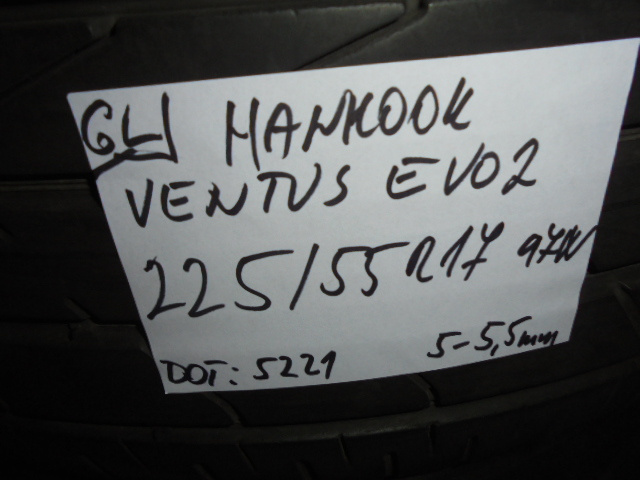 GL HANKOOK
VENTUS EVO2
225/55R17 97W
5-5,5mm
DOT: 5221